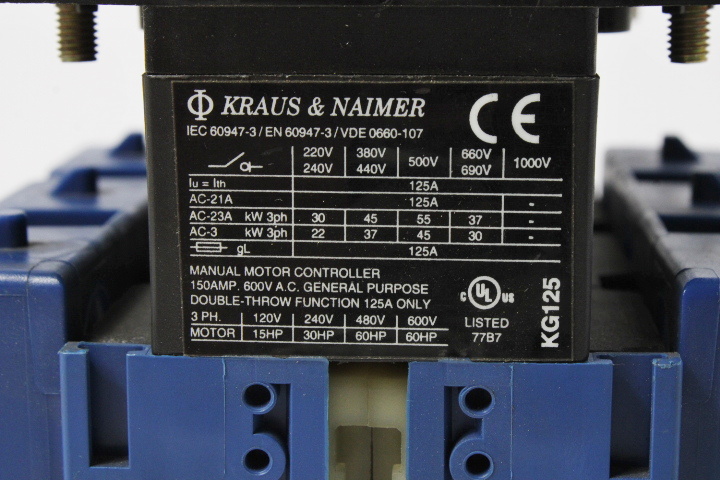 KRAUS & NAIMER
CE
IEC 60947-3 / EN 60947-3 / VDE 0660-107
220V 240V 380V 440V 500V 660V 690V 1000V
Iu = Ith 125A
AC-21A 125A -
AC-23A kW 3ph 30 45 55 37 -
AC-3 kW 3ph 22 37 45 30 -
gL 125A
MANUAL MOTOR CONTROLLER
150AMP. 600V A.C. GENERAL PURPOSE
DOUBLE-THROW FUNCTION 125A ONLY
3 PH. 120V 240V 480V 600V
MOTOR 15HP 30HP 60HP 60HP
C UL US
LISTED
77B7
KG125